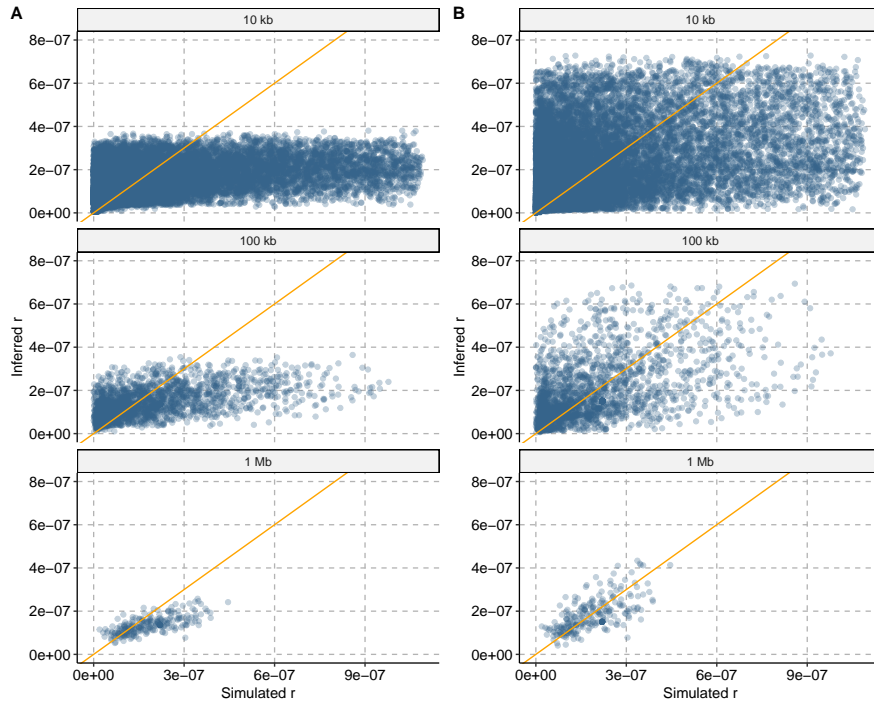 A
10 kb
8e−07
6e−07
4e−07
2e−07
0e+00
100 kb
8e−07
6e−07
4e−07
2e−07
0e+00
1 Mb
8e−07
6e−07
4e−07
2e−07
0e+00
0e+00 3e−07 6e−07 9e−07
Simulated r
Inferred r
B
10 kb
8e−07
6e−07
4e−07
2e−07
0e+00
100 kb
8e−07
6e−07
4e−07
2e−07
0e+00
1 Mb
8e−07
6e−07
4e−07
2e−07
0e+00
0e+00 3e−07 6e−07 9e−07
Simulated r
Inferred r